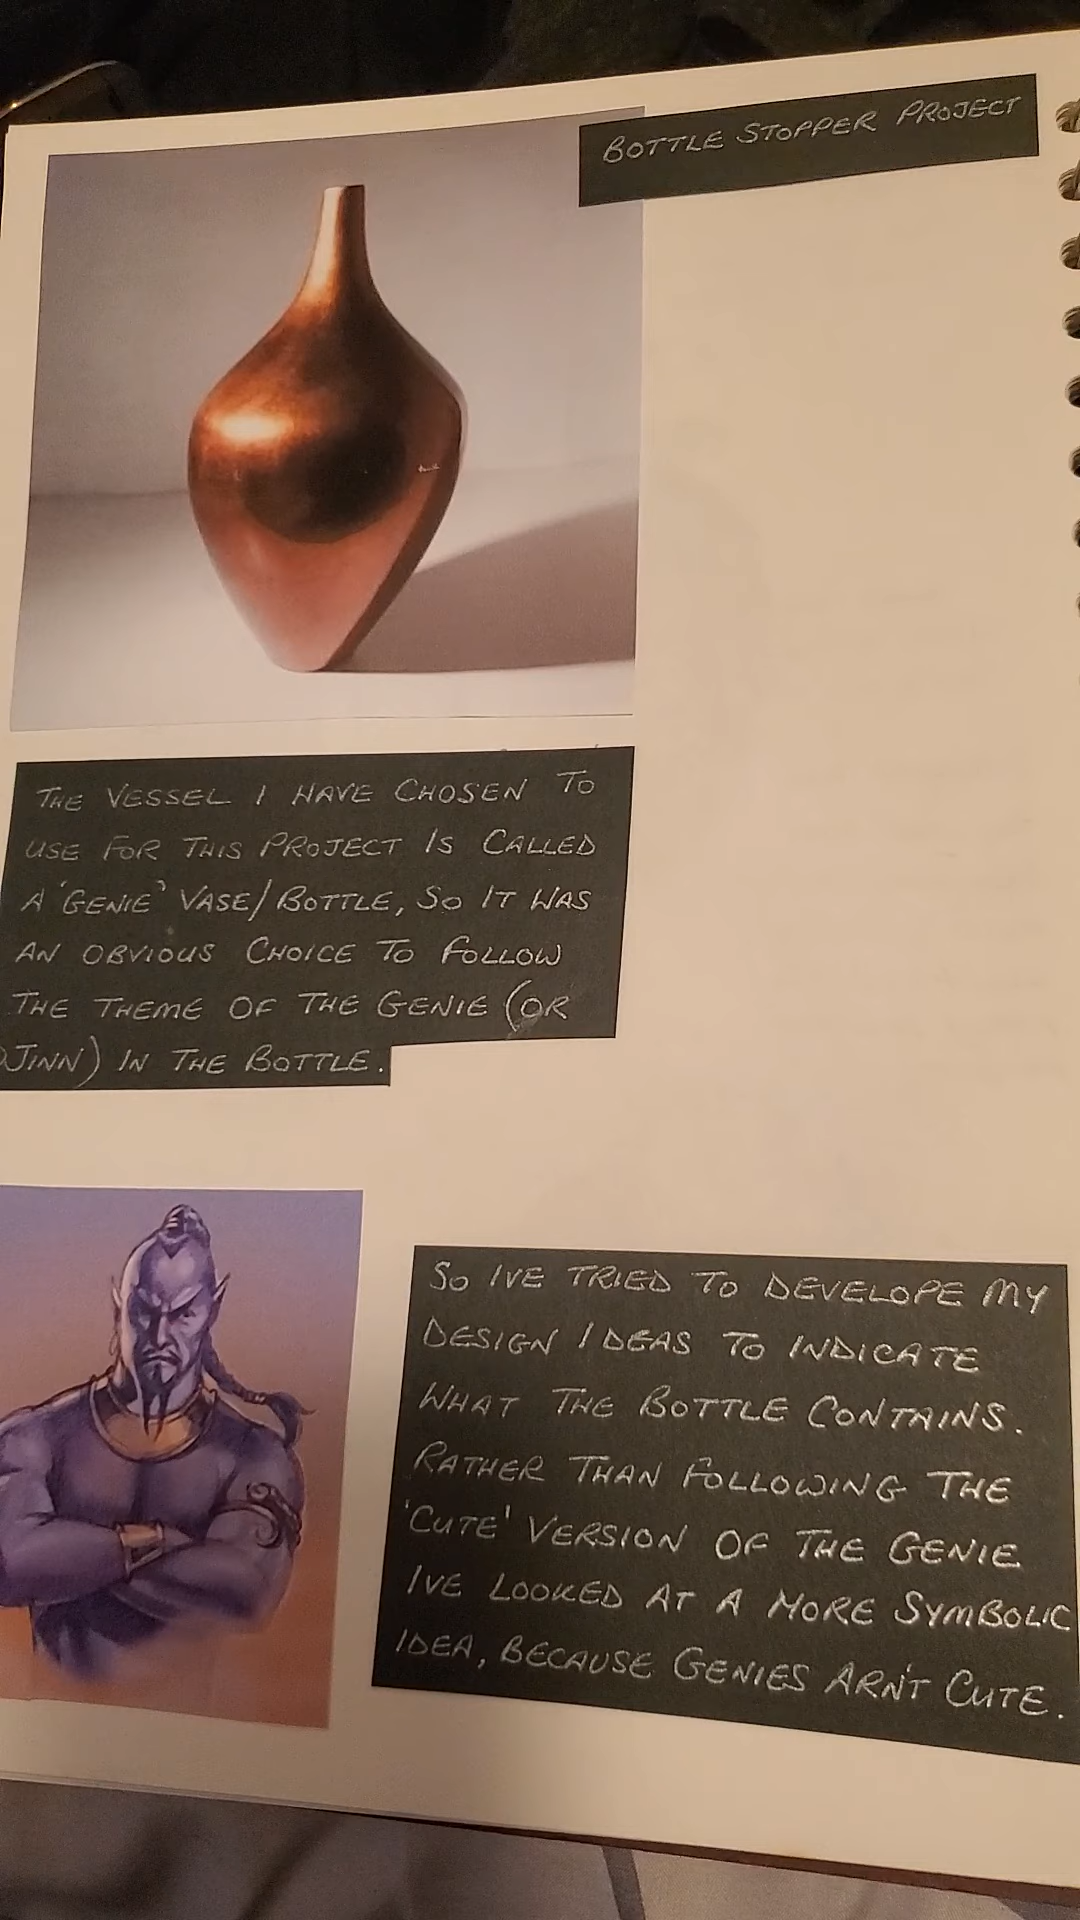 BOTTLE STOPPER PROJECT
THE VESSEL I HAVE CHOSEN TO
USE FOR THIS PROJECT IS CALLED
A 'GENIE' VASE/BOTTLE, SO IT WAS
AN OBVIOUS CHOICE TO FOLLOW
THE THEME OF THE GENIE (OR
DJINN) IN THE BOTTLE.
SO IVE TRIED TO DEVELOPE MY
DESIGN IDEAS TO INDICATE
WHAT THE BOTTLE CONTAINS.
RATHER THAN FOLLOWING THE
'CUTE' VERSION OF THE GENIE
IVE LOOKED AT A MORE SYMBOLIC
IDEA, BECAUSE GENIES ARN'T CUTE.